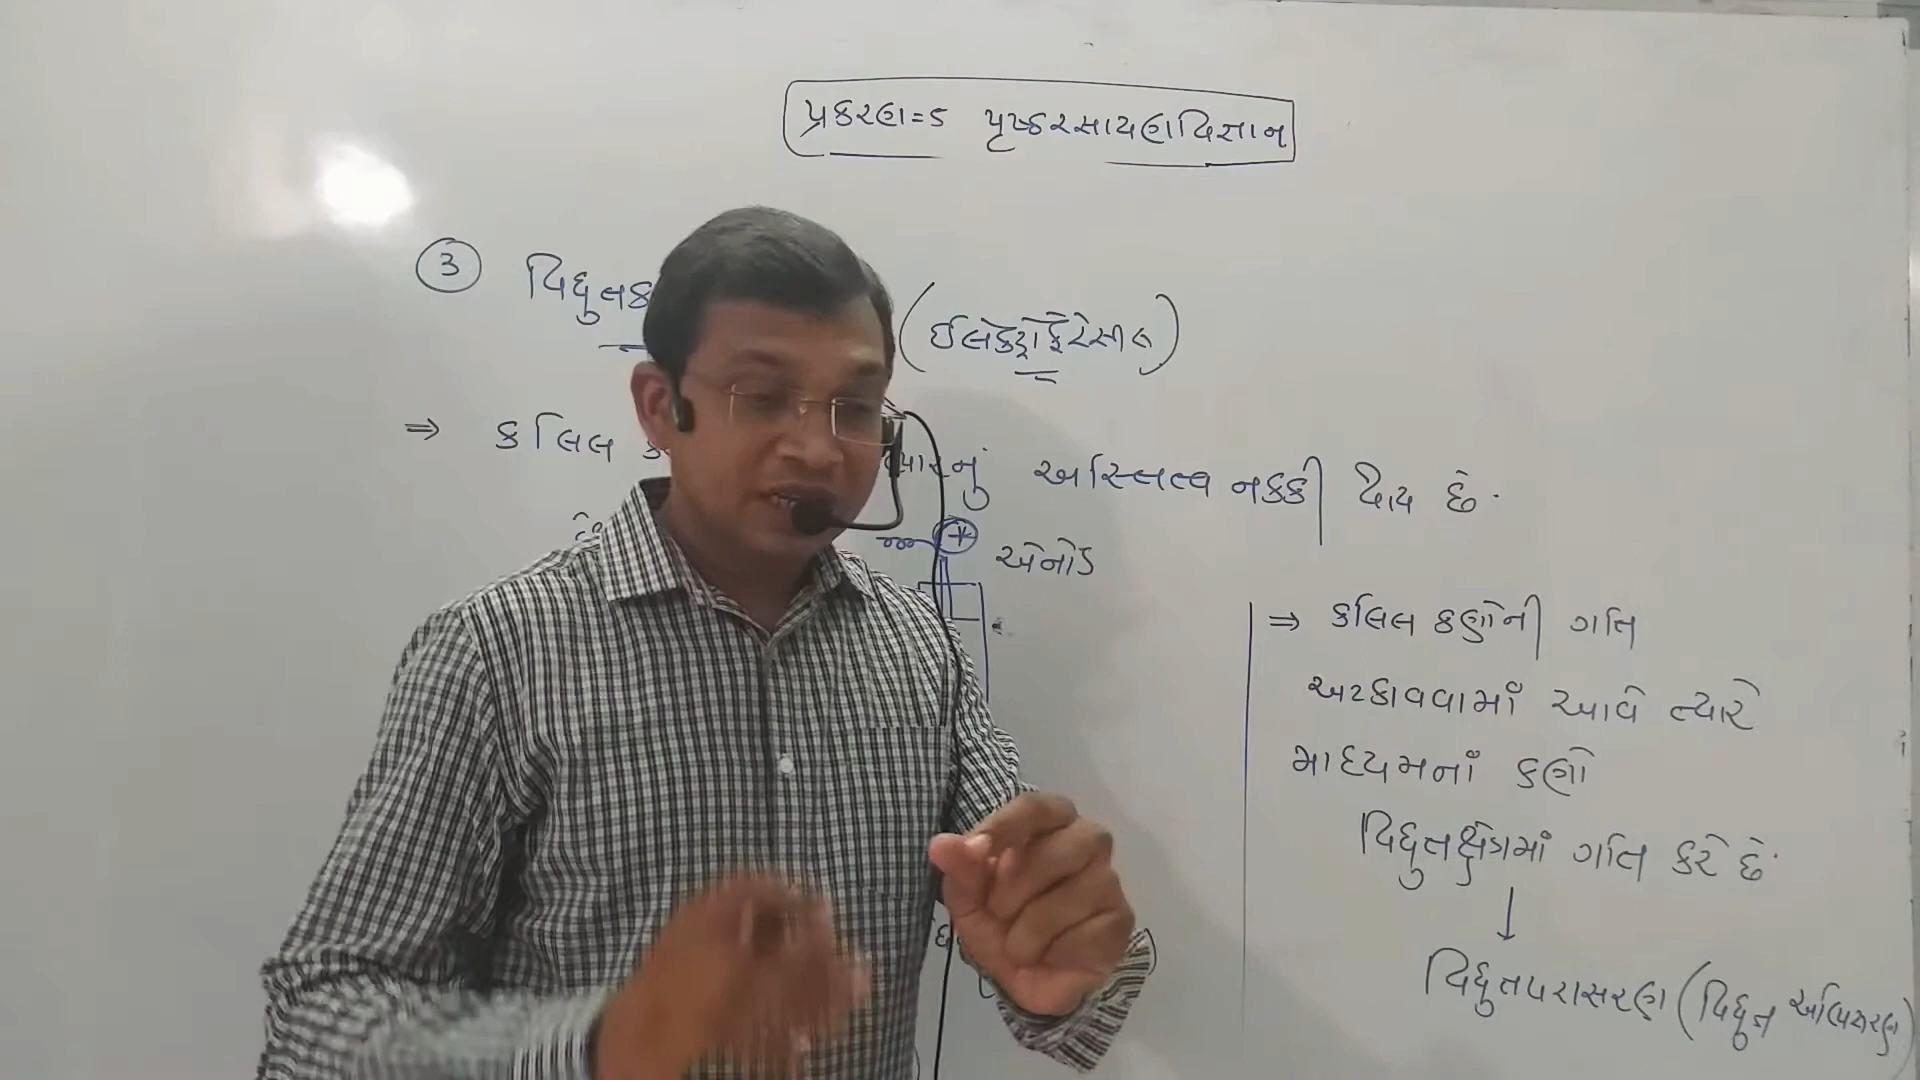 પ્રકરણ=5 પૃષ્ઠરસાયણવિજ્ઞાન
3 વિદ્યુતક (ઈલેક્ટ્રોફેરેસીસ)
⇒ કલિલ નું અસ્તિત્વ નક્કી થાય છે.
+ એનોડ
⇒ કલિલ કણોની ગતિ
અટકાવવામાં આવે ત્યારે
માધ્યમનાં કણો
વિદ્યુતક્ષેત્રમાં ગતિ કરે છે.
↓
વિદ્યુતપરાસરણ (વિદ્યુત અભિસરણ)